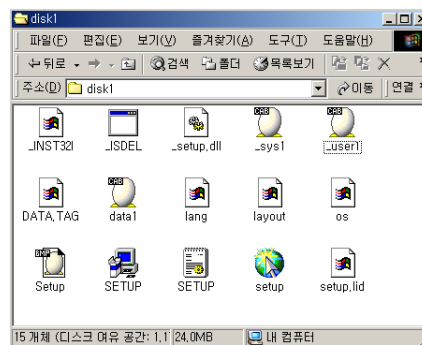 disk1
파일(F) 편집(E) 보기(V) 즐겨찾기(A) 도구(T) 도움말(H)
뒤로 검색 폴더 목록보기
주소(D) disk1 이동 연결
_INST32I _ISDEL _setup.dll _sys1 _user1
DATA.TAG data1 lang layout os
Setup SETUP SETUP setup setup.lid
15 개체 (디스크 여유 공간: 1.1 24.0MB 내 컴퓨터